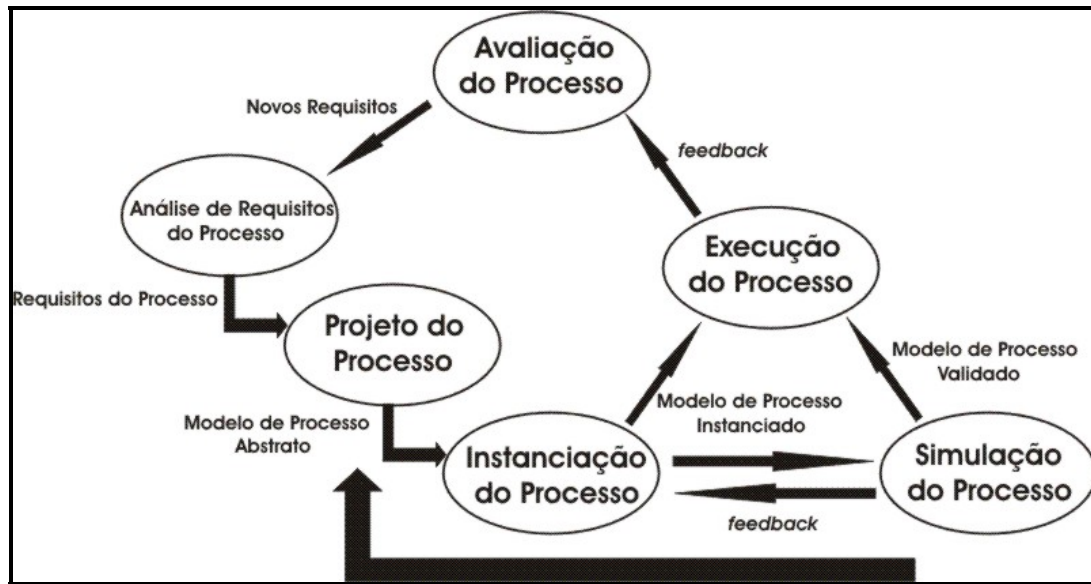 Avaliação
do Processo
Novos Requisitos
feedback
Análise de Requisitos
do Processo
Execução
do Processo
Requisitos do Processo
Projeto do
Processo
Modelo de Processo
Validado
Modelo de Processo
Abstrato
Modelo de Processo
Instanciado
Instanciação
do Processo
Simulação
do Processo
feedback